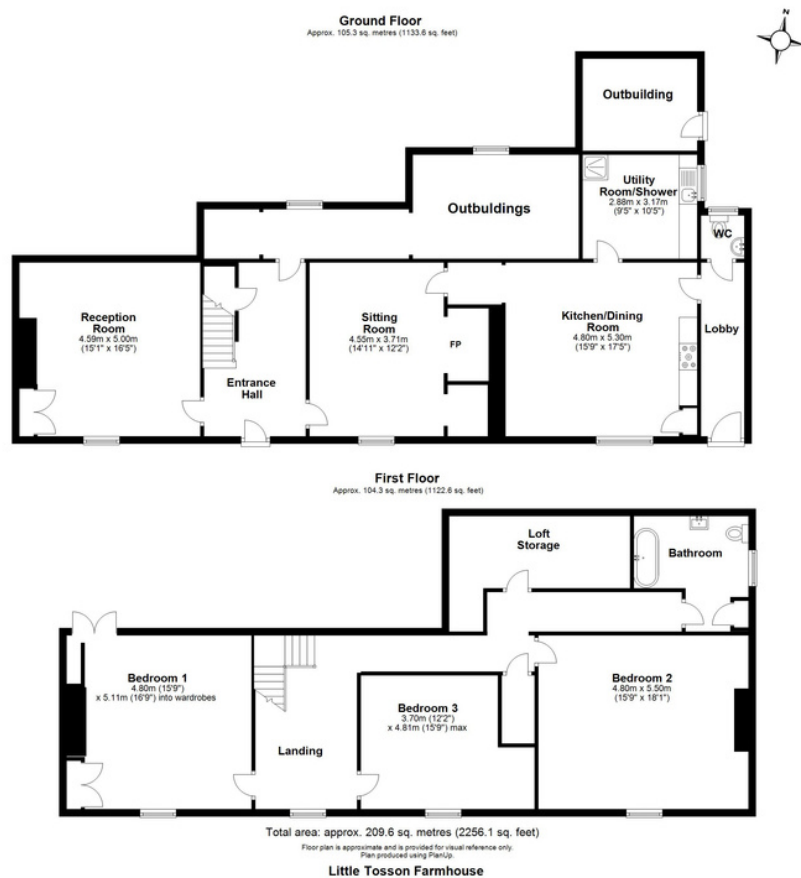 Ground Floor
Approx. 105.3 sq. metres (1133.6 sq. feet)
N
Outbuilding
Utility
Room/Shower
2.88m x 3.17m
(9'5" x 10'5")
Outbuldings
WC
Reception
Room
4.59m x 5.00m
(15'1" x 16'5")
Sitting
Room
4.55m x 3.71m
(14'11" x 12'2")
FP
Kitchen/Dining
Room
4.80m x 5.30m
(15'9" x 17'5")
Lobby
Entrance
Hall
First Floor
Approx. 104.3 sq. metres (1122.6 sq. feet)
Loft
Storage
Bathroom
Bedroom 1
4.80m (15'9")
x 5.11m (16'9") into wardrobes
Bedroom 2
4.80m x 5.50m
(15'9" x 18'1")
Bedroom 3
3.70m (12'2")
x 4.81m (15'9") max
Landing
Total area: approx. 209.6 sq. metres (2256.1 sq. feet)
Floor plan is approximate and is provided for visual reference only.
Plan produced using PlanUp.
Little Tosson Farmhouse